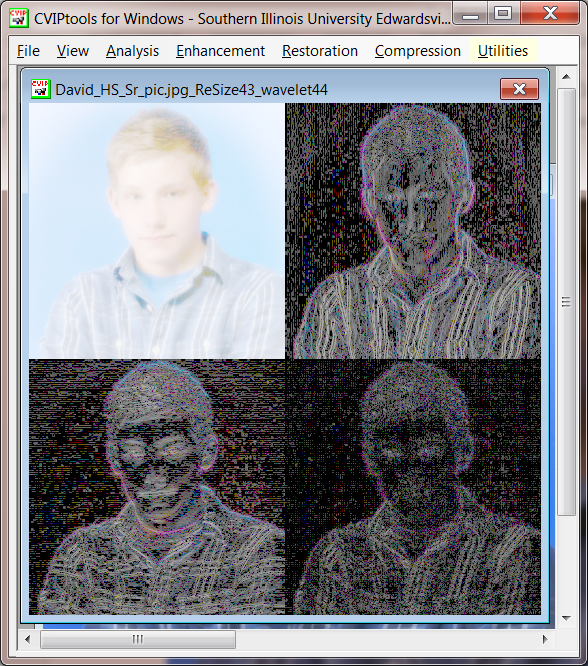 CVIPtools for Windows - Southern Illinois University Edwardsvi...
File View Analysis Enhancement Restoration Compression Utilities
David_HS_Sr_pic.jpg_ReSize43_wavelet44